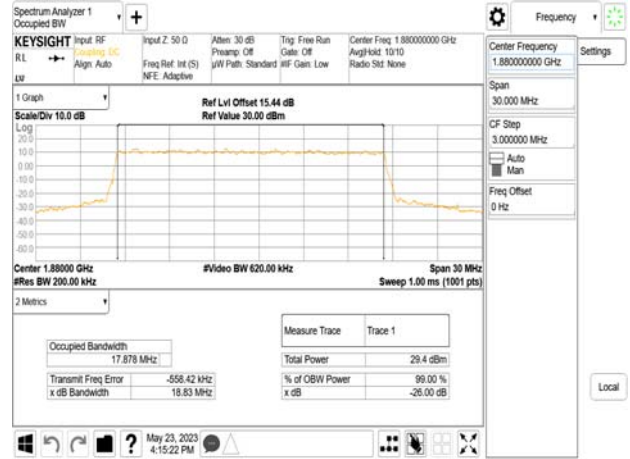 Spectrum Analyzer 1
Occupied BW
Frequency
KEYSIGHT
Input: RF
Coupling: DC
Align: Auto
Input Z: 50 Ω
Freq Ref: Int (S)
NFE: Adaptive
Atten: 30 dB
Preamp: Off
µW Path: Standard
Trig: Free Run
Gate: Off
#IF Gain: Low
Center Freq: 1.880000000 GHz
Avg|Hold: 10/10
Radio Std: None
RL
LXI
Center Frequency
1.880000000 GHz
Settings
Span
30.000 MHz
CF Step
3.000000 MHz
Auto
Man
Freq Offset
0 Hz
Local
1 Graph
Scale/Div 10.0 dB
Ref Lvl Offset 15.44 dB
Ref Value 30.00 dBm
Log
20.0
10.0
0.00
-10.0
-20.0
-30.0
-40.0
-50.0
-60.0
Center 1.88000 GHz
#Res BW 200.00 kHz
#Video BW 620.00 kHz
Span 30 MHz
Sweep 1.00 ms (1001 pts)
2 Metrics
Measure Trace Trace 1
Occupied Bandwidth
17.878 MHz
Total Power 29.4 dBm
Transmit Freq Error -558.42 kHz
% of OBW Power 99.00 %
x dB Bandwidth 18.83 MHz
x dB -26.00 dB
May 23, 2023
4:15:22 PM